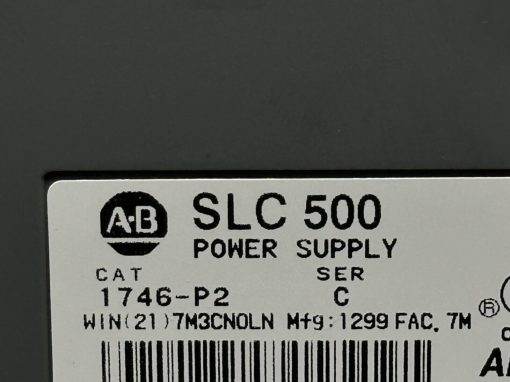 A-B SLC 500
POWER SUPPLY
CAT SER
1746-P2 C
WIN(21)7M3CNOLN Mfg:1299 FAC. 7M
®